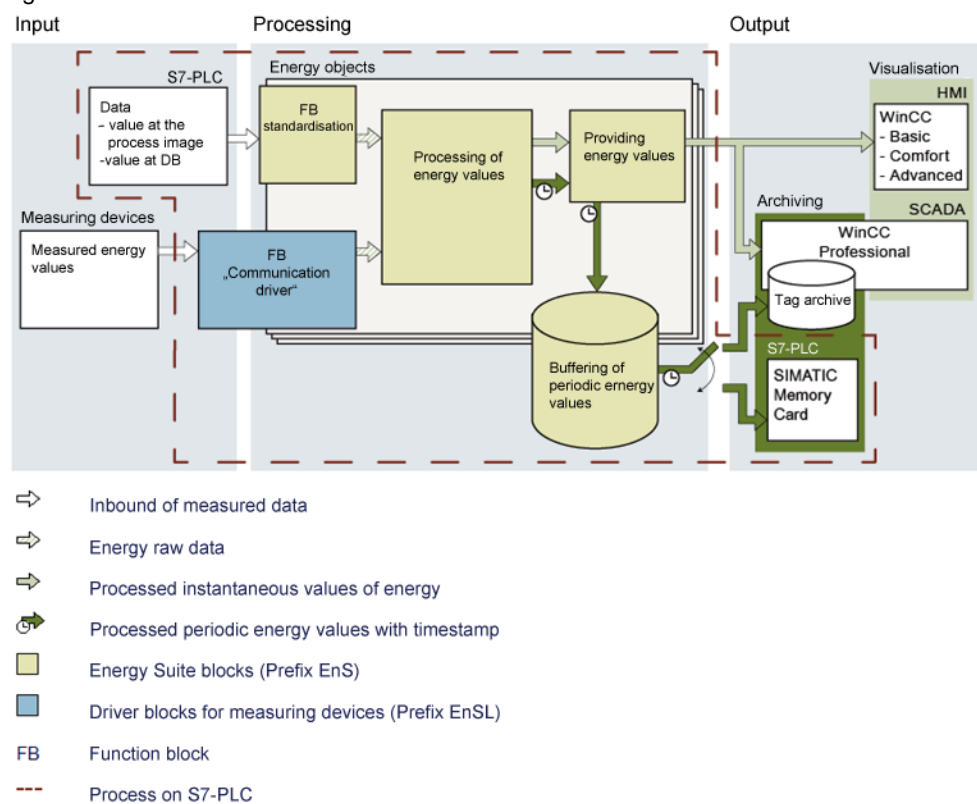 Input
Processing
Output
S7-PLC
Data
– value at the
process image
-value at DB
Measuring devices
Measured energy
values
Energy objects
FB
standardisation
FB
„Communication
driver“
Processing of
energy values
Providing
energy values
Buffering of
periodic ernergy
values
Visualisation
HMI
WinCC
- Basic
- Comfort
- Advanced
SCADA
Archiving
WinCC
Professional
Tag archive
S7-PLC
SIMATIC
Memory
Card
Inbound of measured data
Energy raw data
Processed instantaneous values of energy
Processed periodic energy values with timestamp
Energy Suite blocks (Prefix EnS)
Driver blocks for measuring devices (Prefix EnSL)
FB Function block
Process on S7-PLC